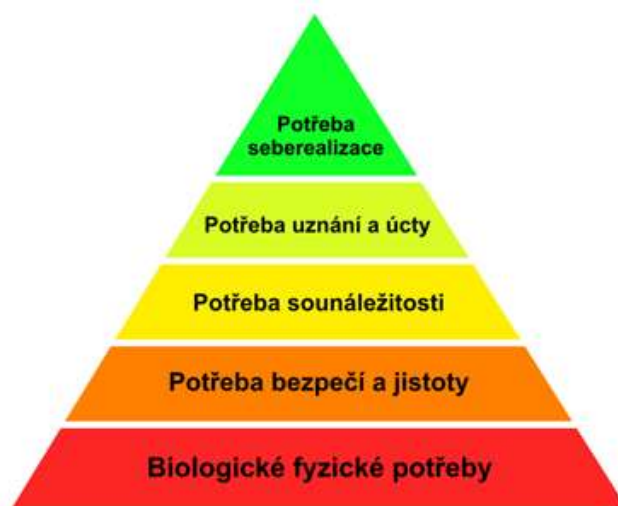 Potřeba
seberealizace
Potřeba uznání a úcty
Potřeba sounáležitosti
Potřeba bezpečí a jistoty
Biologické fyzické potřeby